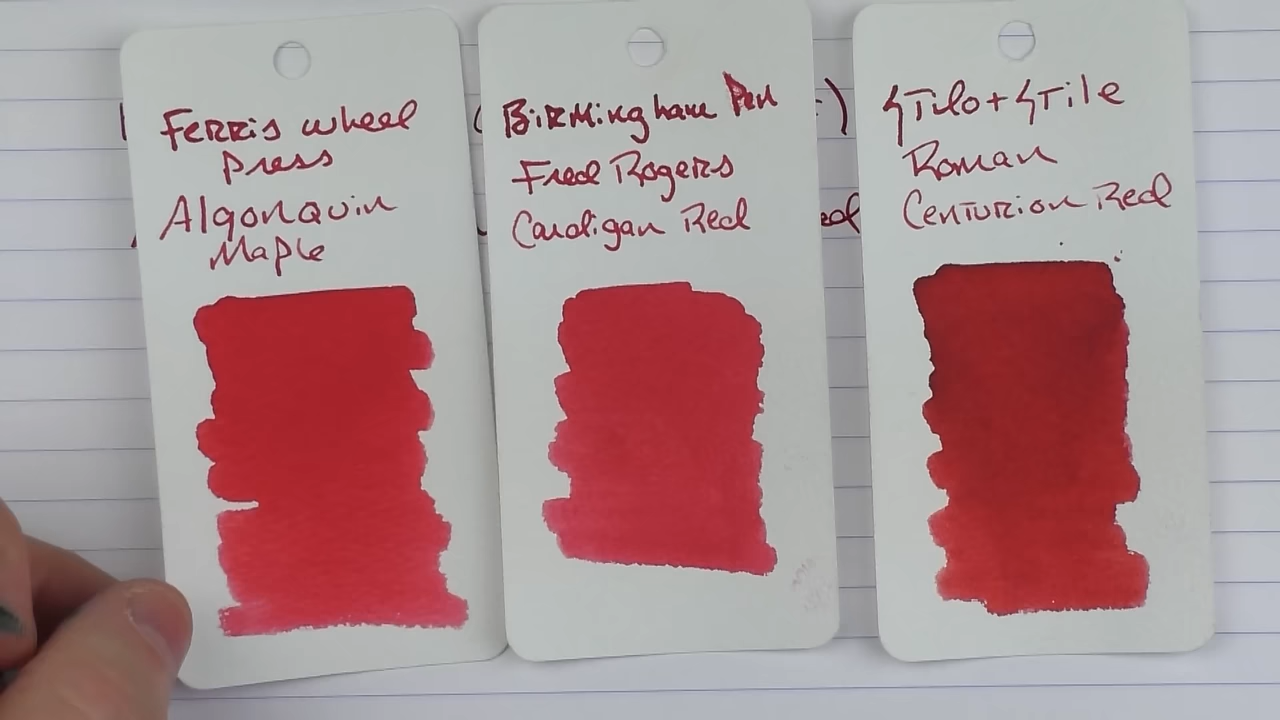 Ferris wheel
Press
Algonquin
Maple
Birmingham Pen
Fred Rogers
Cardigan Red
Stilo + Stile
Roman
Centurion Red